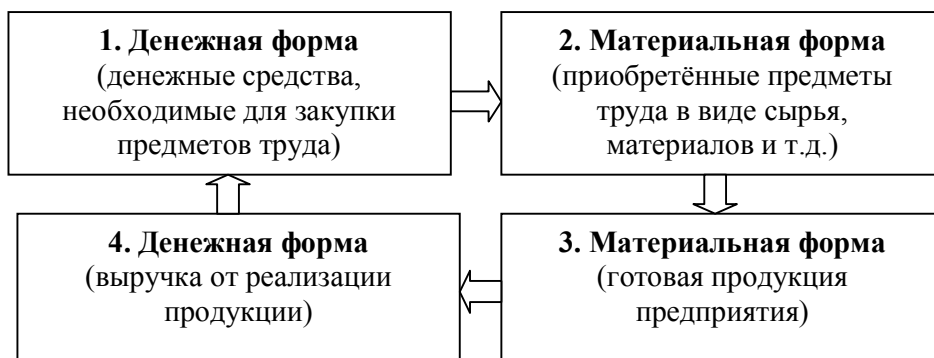 1. Денежная форма
(денежные средства,
необходимые для закупки
предметов труда)
2. Материальная форма
(приобретённые предметы
труда в виде сырья,
материалов и т.д.)
4. Денежная форма
(выручка от реализации
продукции)
3. Материальная форма
(готовая продукция
предприятия)